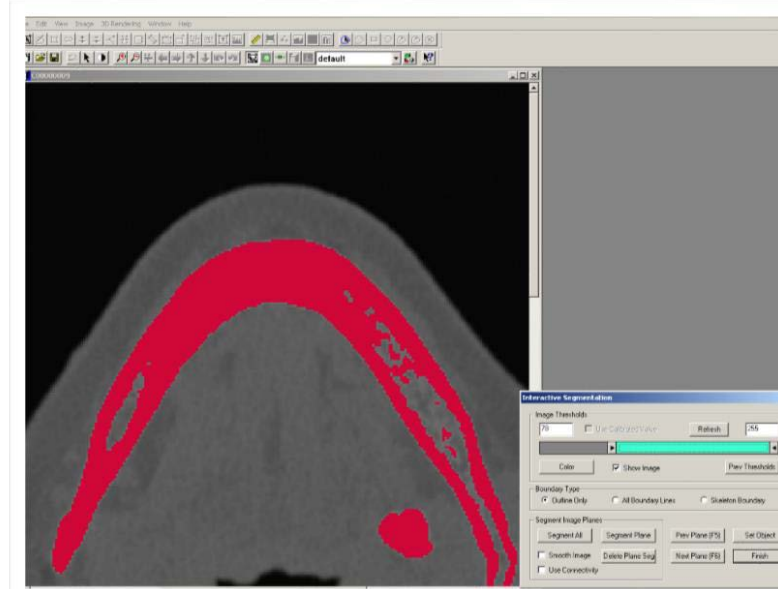 Edit View Image 3D Rendering Window Help
default
Interactive Segmentation
Image Thresholds
70 Use Calibrated Value Refresh 255
Color Show Image Prev Thresholds
Boundary Type
Outline Only All Boundary Lines Skeleton Boundary
Segment Image Planes
Segment All Segment Plane Prev Plane (F5) Set Object
Smooth Image Delete Plane Seg Next Plane (F6) Finish
Use Connectivity